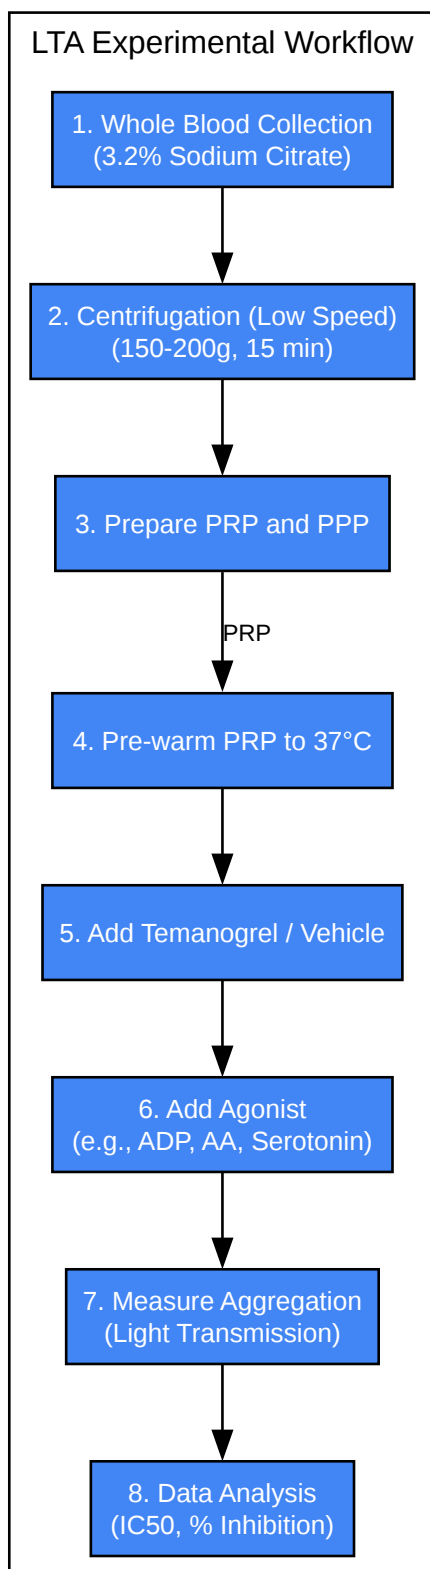 LTA Experimental Workflow
1. Whole Blood Collection
(3.2% Sodium Citrate)
2. Centrifugation (Low Speed)
(150-200g, 15 min)
3. Prepare PRP and PPP
PRP
4. Pre-warm PRP to 37°C
5. Add Temanogrel / Vehicle
6. Add Agonist
(e.g., ADP, AA, Serotonin)
7. Measure Aggregation
(Light Transmission)
8. Data Analysis
(IC50, % Inhibition)